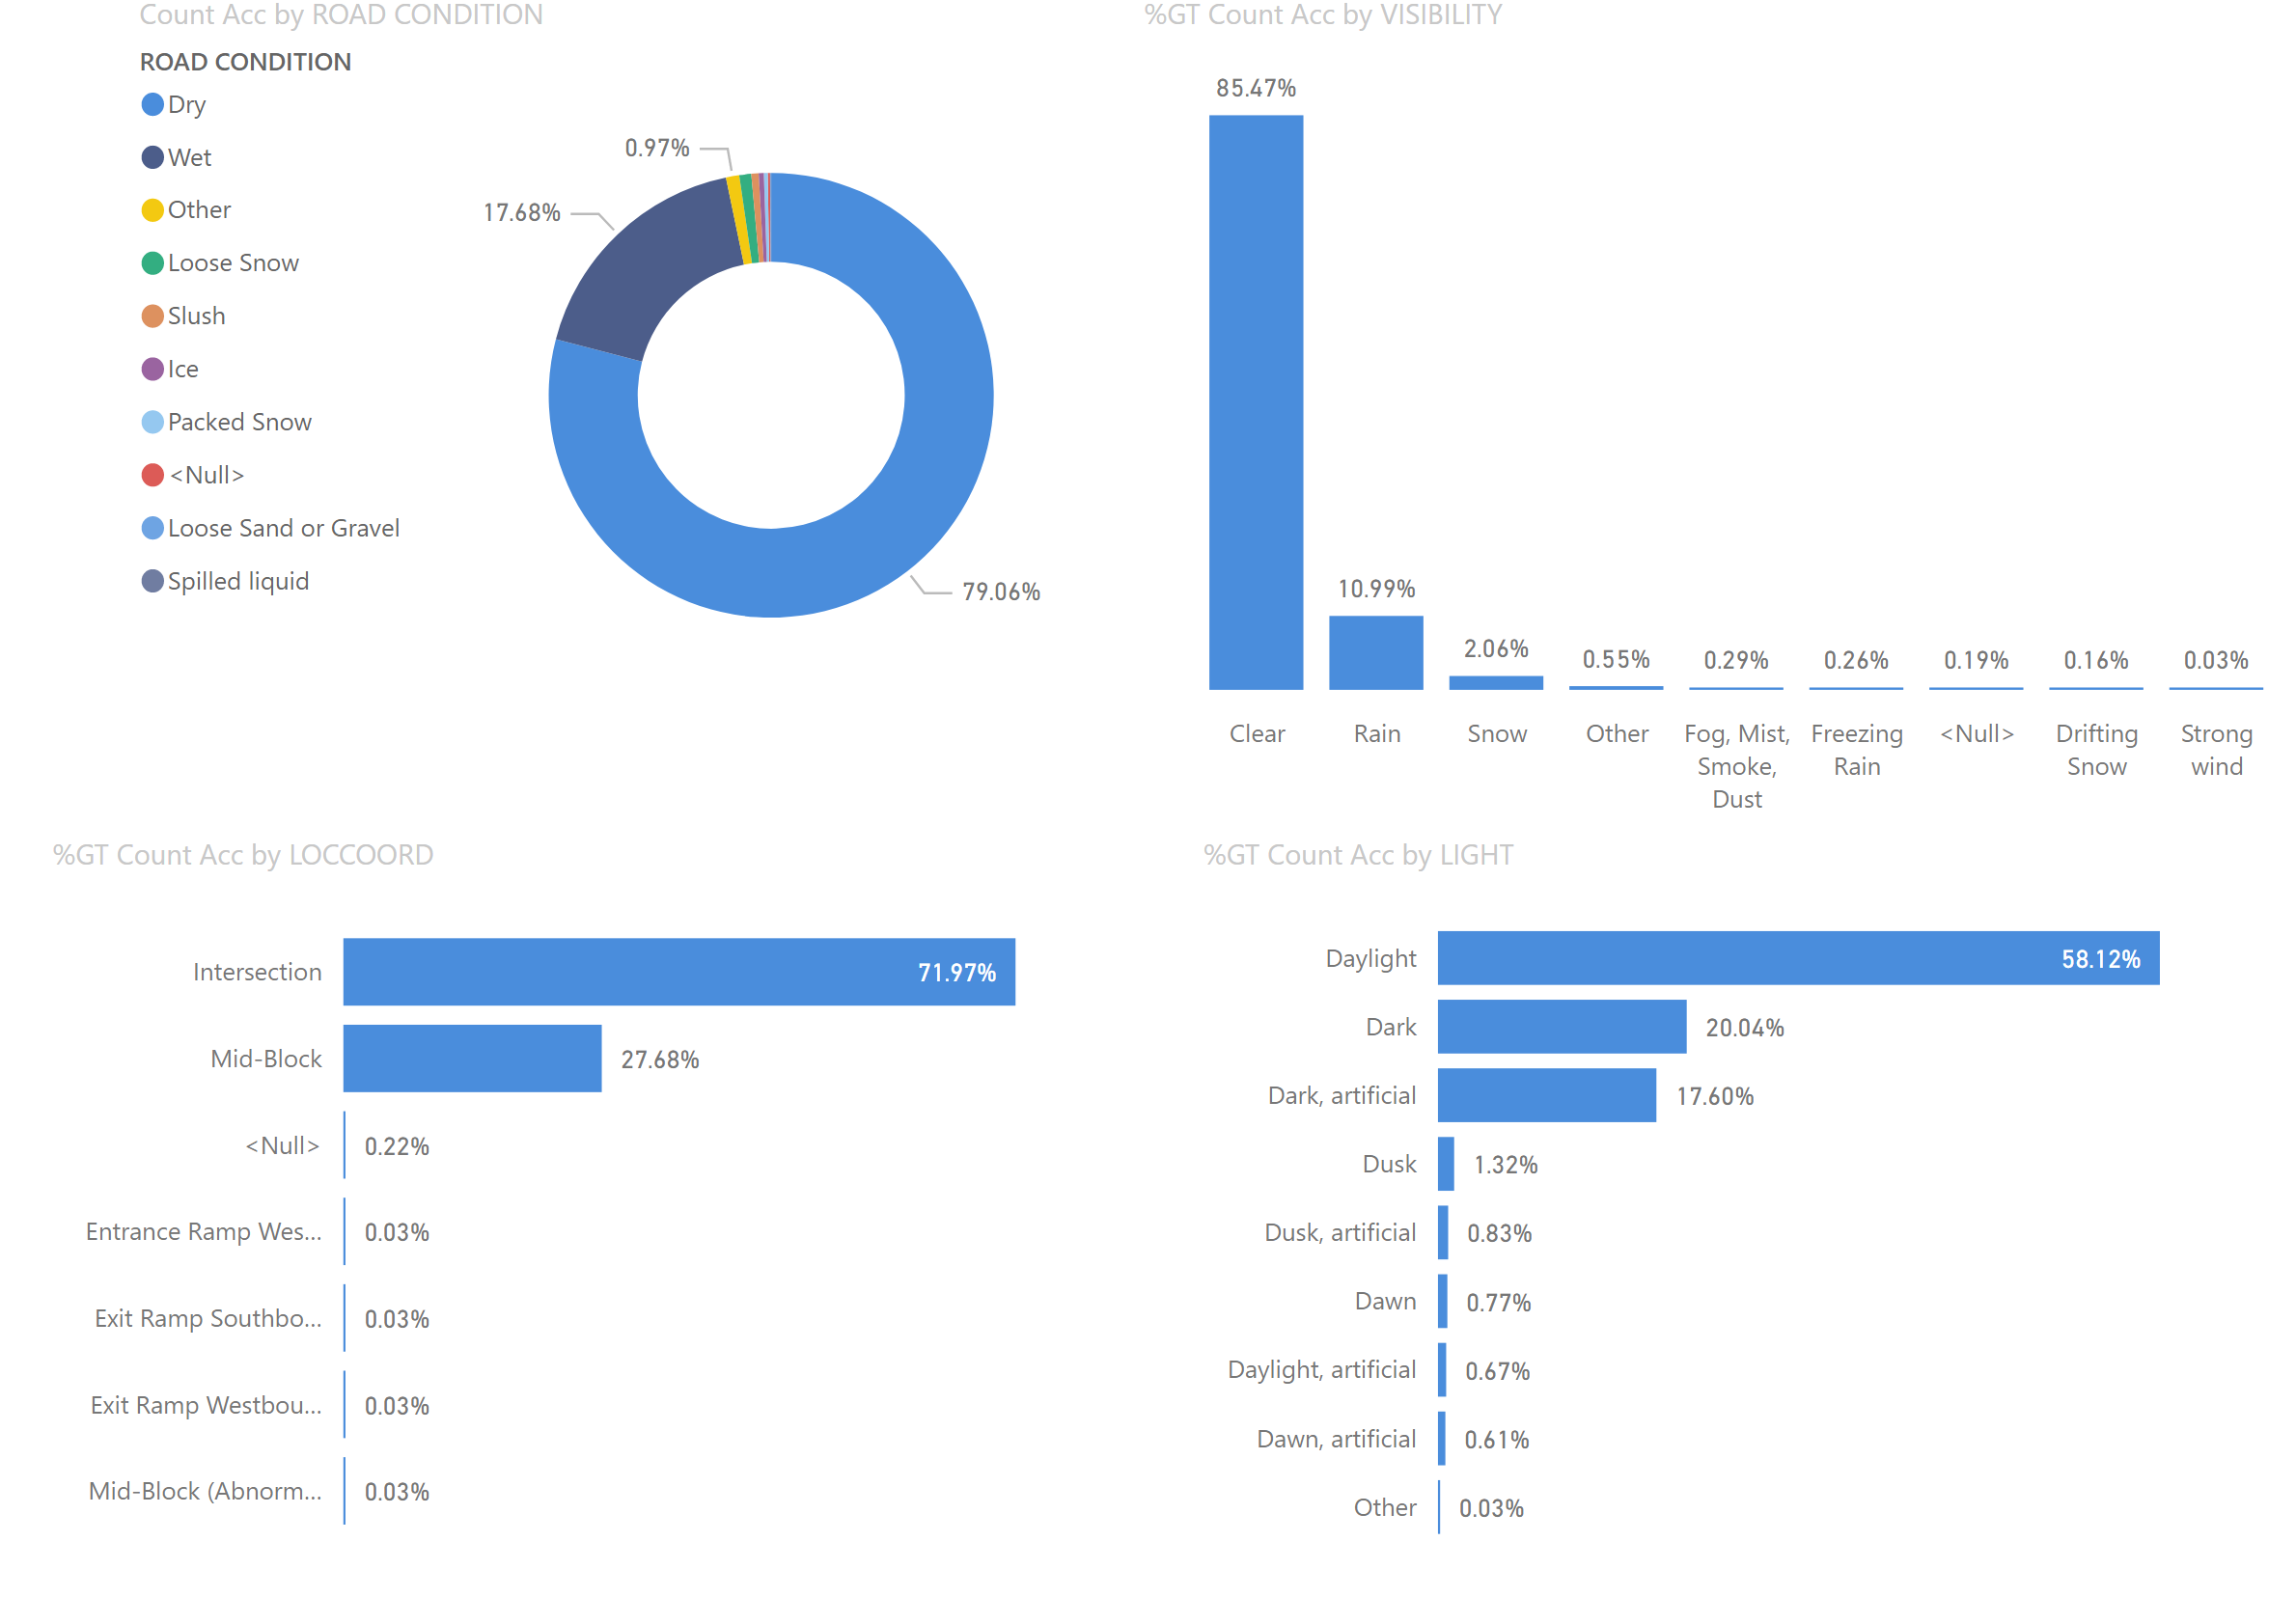 Count Acc by ROAD CONDITION
ROAD CONDITION
Dry
Wet
Other
Loose Snow
Slush
Ice
Packed Snow
<Null>
Loose Sand or Gravel
Spilled liquid
0.97%
17.68%
79.06%
%GT Count Acc by VISIBILITY
85.47%
10.99%
2.06%
0.55%
0.29%
0.26%
0.19%
0.16%
0.03%
Clear
Rain
Snow
Other
Fog, Mist,
Smoke,
Dust
Freezing
Rain
<Null>
Drifting
Snow
Strong
wind
%GT Count Acc by LOCCOORD
Intersection 71.97%
Mid-Block 27.68%
<Null> 0.22%
Entrance Ramp Wes... 0.03%
Exit Ramp Southbo... 0.03%
Exit Ramp Westbou... 0.03%
Mid-Block (Abnorm... 0.03%
%GT Count Acc by LIGHT
Daylight 58.12%
Dark 20.04%
Dark, artificial 17.60%
Dusk 1.32%
Dusk, artificial 0.83%
Dawn 0.77%
Daylight, artificial 0.67%
Dawn, artificial 0.61%
Other 0.03%